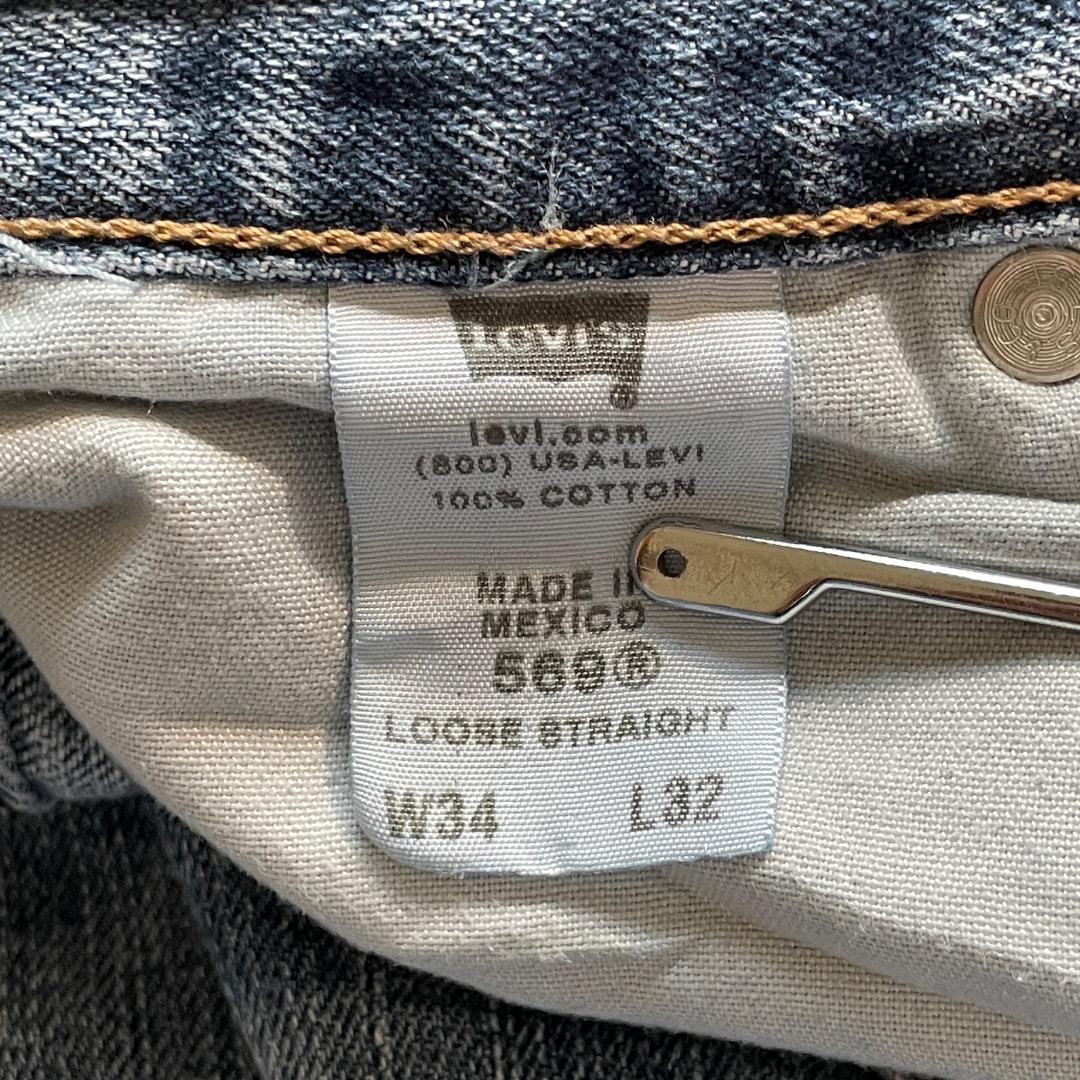 Levi's
®
levi.com
(800) USA-LEVI
100% COTTON
MADE IN
MEXICO
569®
LOOSE STRAIGHT
W34 L32